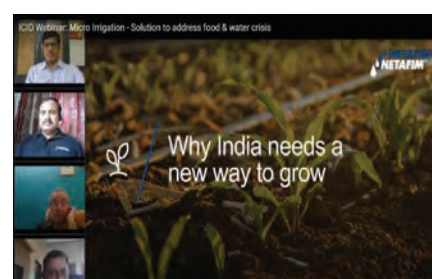 ICID Webinar: Micro Irrigation - Solution to address food & water crisis
NETAFIM
Why India needs a
new way to grow